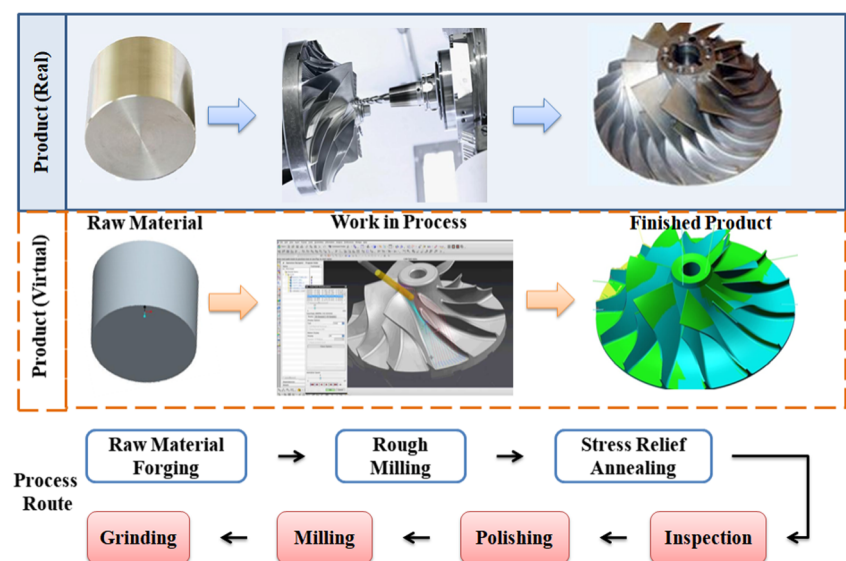 Product (Real)
Raw Material
Work in Process
Finished Product
Product (Virtual)
Process
Route
Raw Material
Forging
Rough
Milling
Stress Relief
Annealing
Grinding
Milling
Polishing
Inspection